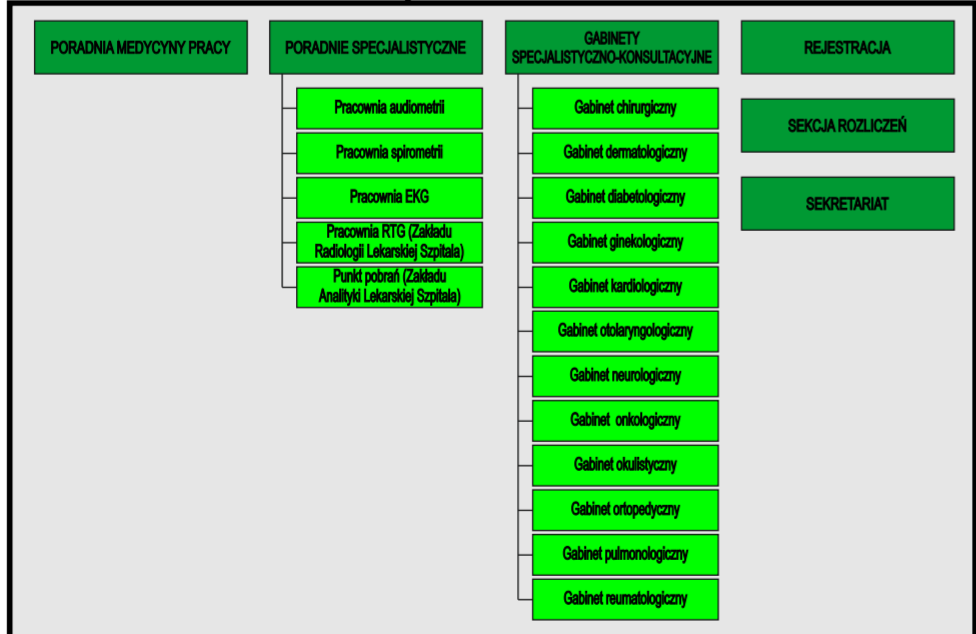 PORADNIA MEDYCYNY PRACY
PORADNIE SPECJALISTYCZNE
Pracownia audiometrii
Pracownia spirometrii
Pracownia EKG
Pracownia RTG (Zakładu
Radiologii Lekarskiej Szpitala)
Punkt pobrań (Zakładu
Analityki Lekarskiej Szpitala)
GABINETY
SPECJALISTYCZNO-KONSULTACYJNE
Gabinet chirurgiczny
Gabinet dermatologiczny
Gabinet diabetologiczny
Gabinet ginekologiczny
Gabinet kardiologiczny
Gabinet otolaryngologiczny
Gabinet neurologiczny
Gabinet onkologiczny
Gabinet okulistyczny
Gabinet ortopedyczny
Gabinet pulmonologiczny
Gabinet reumatologiczny
REJESTRACJA
SEKCJA ROZLICZEŃ
SEKRETARIAT